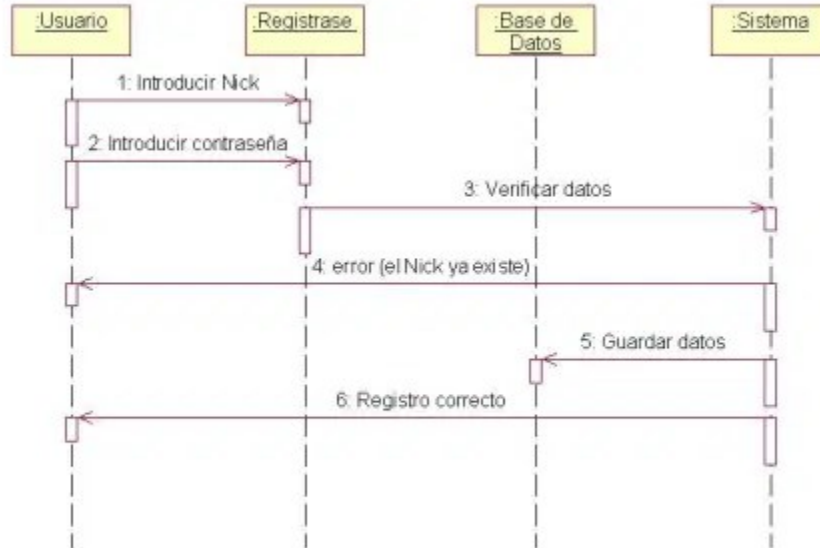 :Usuario
:Registrase
:Base de
Datos
:Sistema
1: Introducir Nick
2: Introducir contraseña
3: Verificar datos
4: error (el Nick ya existe)
5: Guardar datos
6: Registro correcto